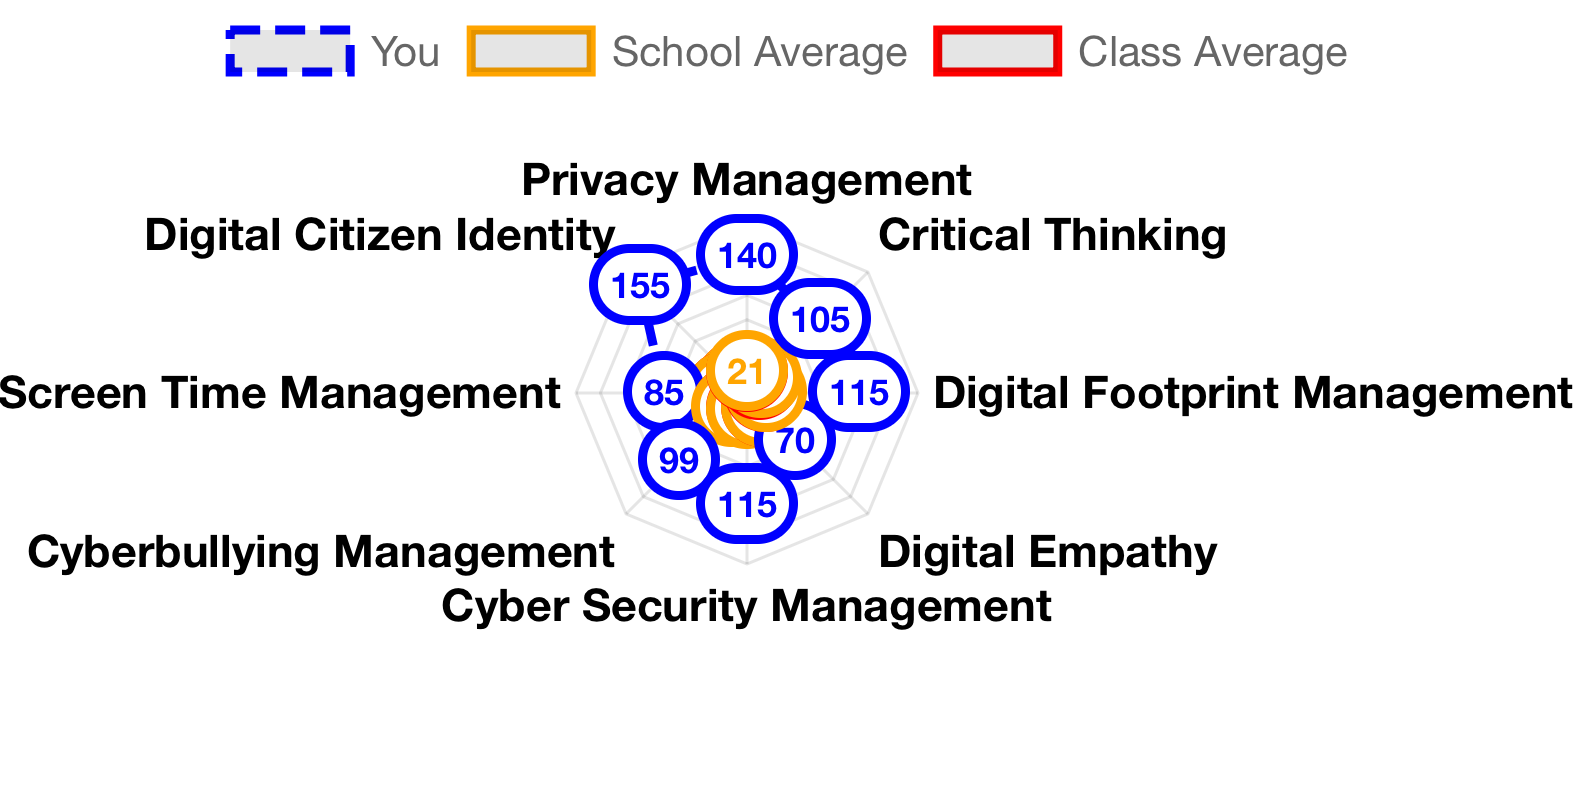 You School Average Class Average
Privacy Management
Digital Citizen Identity Critical Thinking
140
155
105
21
Screen Time Management 85 115 Digital Footprint Management
70
99
115
Cyberbullying Management Digital Empathy
Cyber Security Management